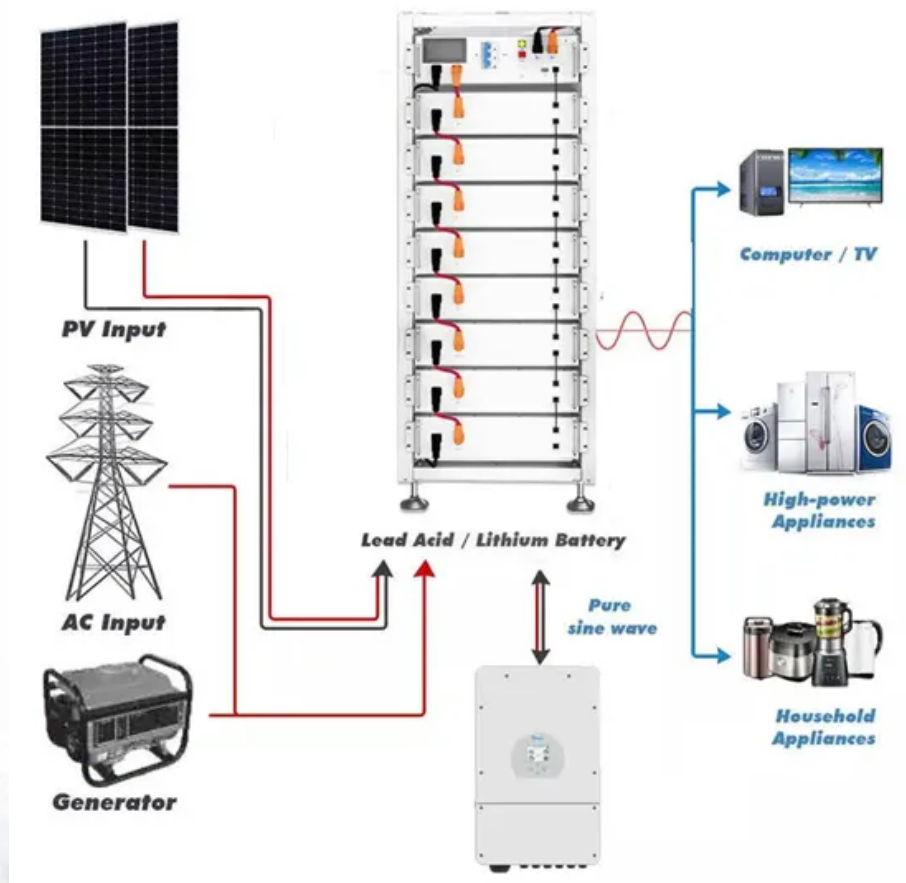 PV Input
AC Input
Generator
Lead Acid / Lithium Battery
Pure
sine wave
Computer / TV
High-power
Appliances
Household
Appliances